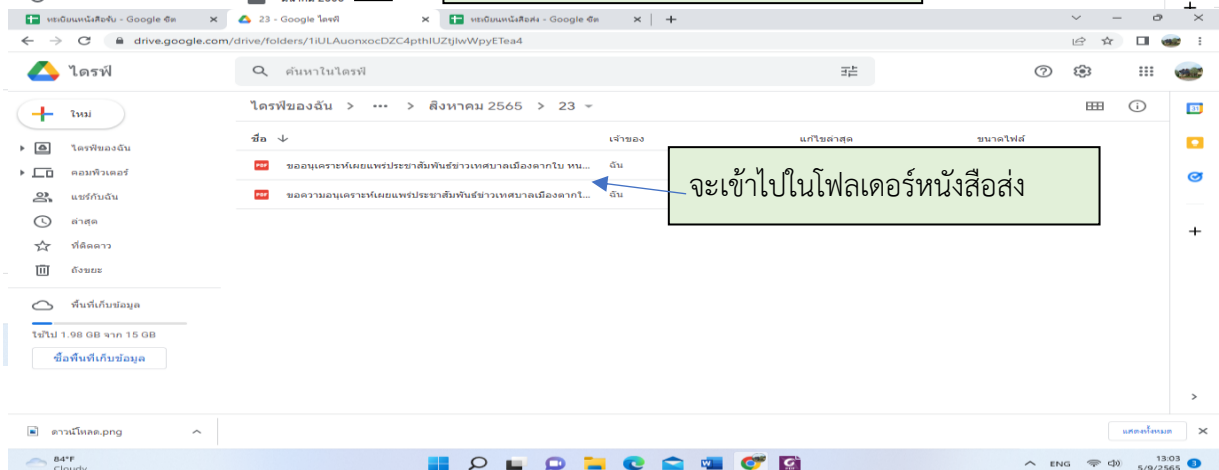 ทะเบียนหนังสือรับ - Google ชีต
23 - Google ไดรฟ์
ทะเบียนหนังสือส่ง - Google ชีต
drive.google.com/drive/folders/1iULAuonxocDZC4pthIUZtjlwWpyETea4
ไดรฟ์
ค้นหาในไดรฟ์
ใหม่
ไดรฟ์ของฉัน > ••• > สิงหาคม 2565 > 23
ชื่อ
เจ้าของ
แก้ไขล่าสุด
ขนาดไฟล์
ไดรฟ์ของฉัน
คอมพิวเตอร์
แชร์กับฉัน
ล่าสุด
ที่ติดดาว
ถังขยะ
พื้นที่เก็บข้อมูล
ใช้ไป 1.98 GB จาก 15 GB
ซื้อพื้นที่เก็บข้อมูล
PDF ขออนุเคราะห์เผยแพร่ประชาสัมพันธ์ข่าวเทศบาลเมืองตากใบ หน... ฉัน
PDF ขอความอนุเคราะห์เผยแพร่ประชาสัมพันธ์ข่าวเทศบาลเมืองตากใ... ฉัน
จะเข้าไปในโฟลเดอร์หนังสือส่ง
31
ดาวน์โหลด.png
แสดงทั้งหมด
84°F
Cloudy
ENG
13:03
5/9/2565
3